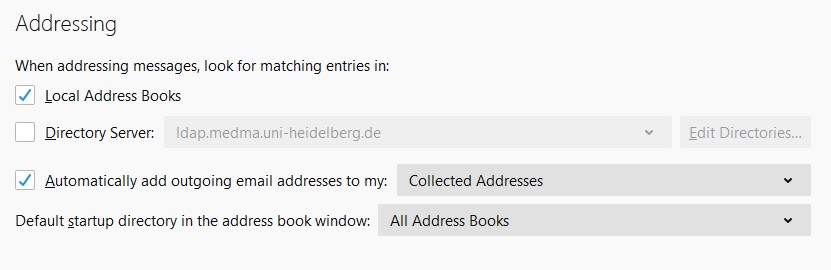 Addressing
When addressing messages, look for matching entries in:
Local Address Books
Directory Server: ldap.medma.uni-heidelberg.de Edit Directories...
Automatically add outgoing email addresses to my: Collected Addresses
Default startup directory in the address book window: All Address Books